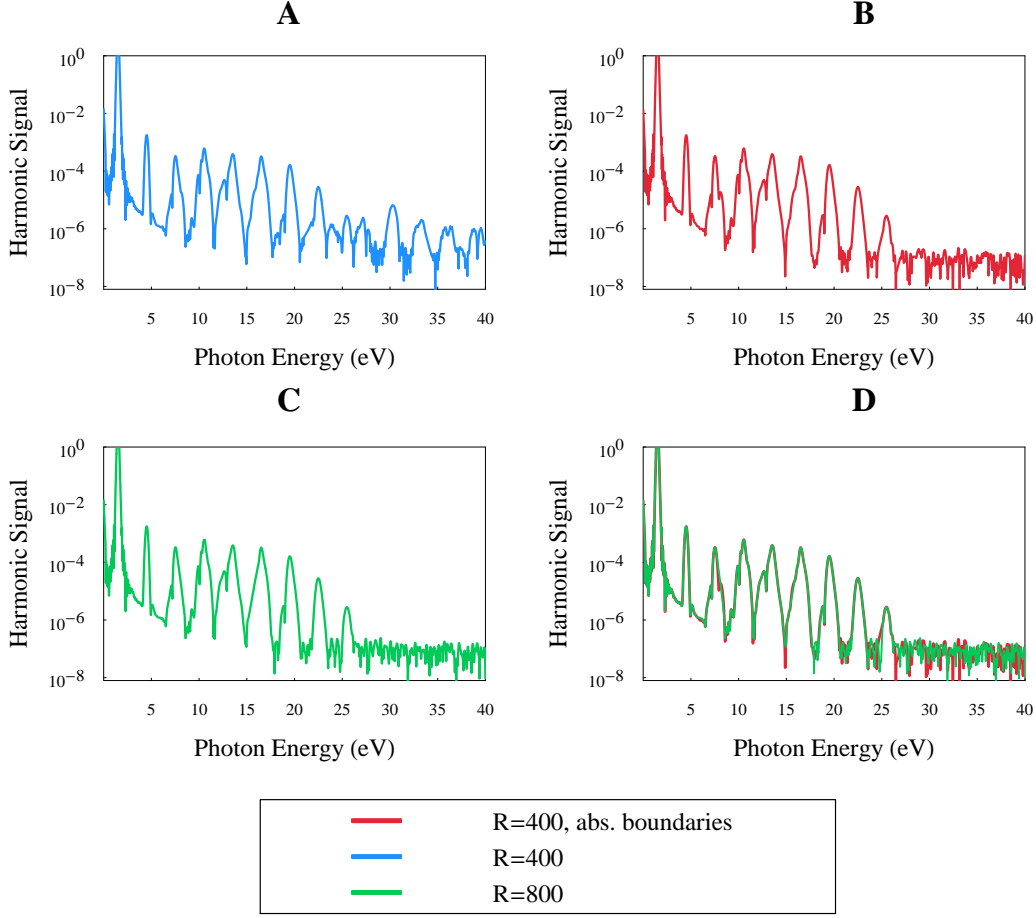 A
B
10^0
10^−2
10^−4
10^−6
10^−8
Harmonic Signal
5 10 15 20 25 30 35 40
Photon Energy (eV)
10^0
10^−2
10^−4
10^−6
10^−8
Harmonic Signal
5 10 15 20 25 30 35 40
Photon Energy (eV)
C
D
10^0
10^−2
10^−4
10^−6
10^−8
Harmonic Signal
5 10 15 20 25 30 35 40
Photon Energy (eV)
10^0
10^−2
10^−4
10^−6
10^−8
Harmonic Signal
5 10 15 20 25 30 35 40
Photon Energy (eV)
R=400, abs. boundaries
R=400
R=800